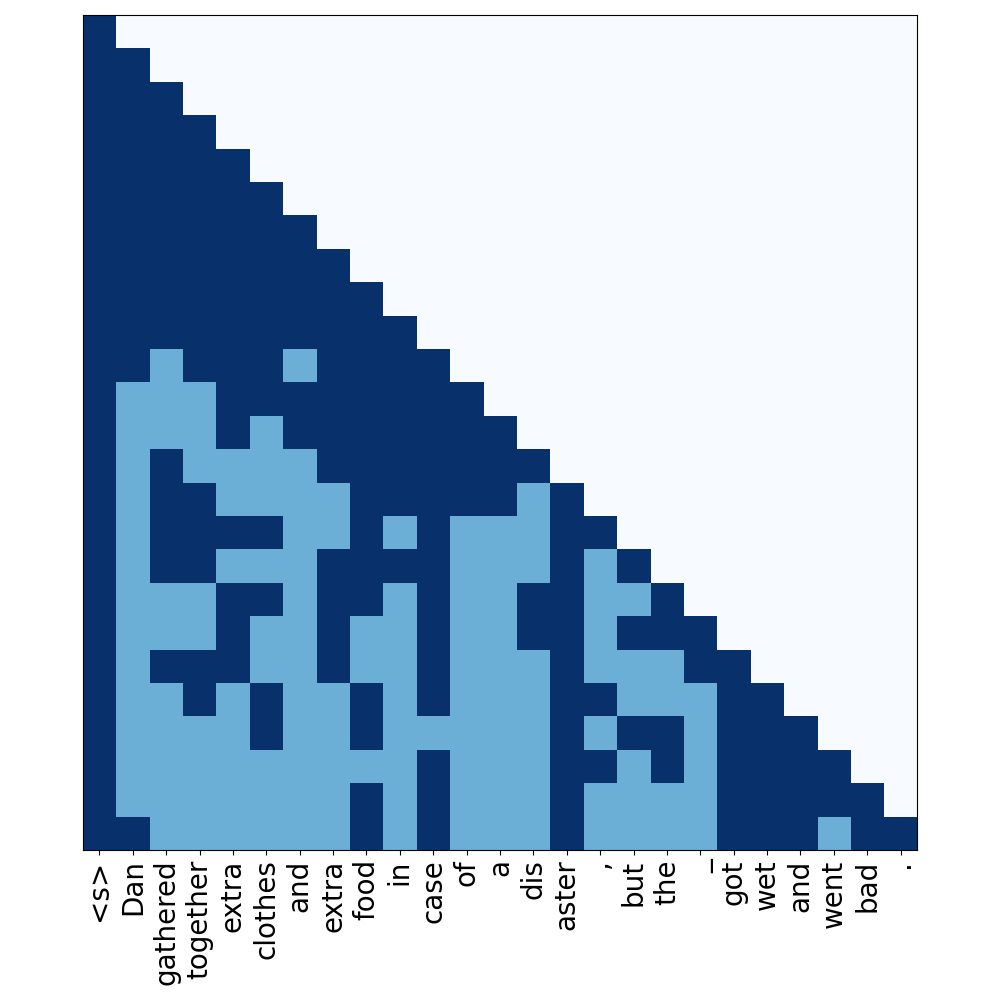 <s>
Dan
gathered
together
extra
clothes
and
extra
food
in
case
of
a
dis
aster
,
but
the
_
got
wet
and
went
bad
.